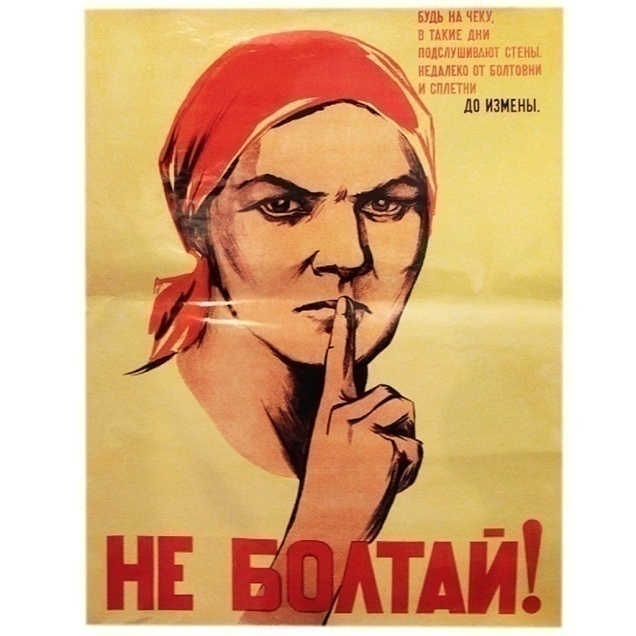 БУДЬ НА ЧЕКУ,
В ТАКИЕ ДНИ
ПОДСЛУШИВАЮТ СТЕНЫ.
НЕДАЛЕКО ОТ БОЛТОВНИ
И СПЛЕТНИ
ДО ИЗМЕНЫ.
НЕ БОЛТАЙ!